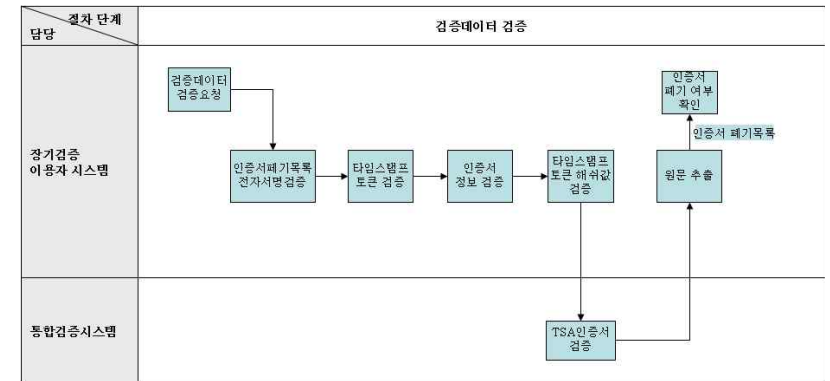 절차 단계
담당
검증데이터 검증
장기검증
이용자 시스템
검증데이터
검증요청
인증서폐기목록
전자서명검증
타임스탬프
토큰 검증
인증서
정보 검증
타임스탬프
토큰 해쉬값
검증
인증서
폐기 여부
확인
인증서 폐기목록
원문 추출
통합검증시스템
TSA인증서
검증